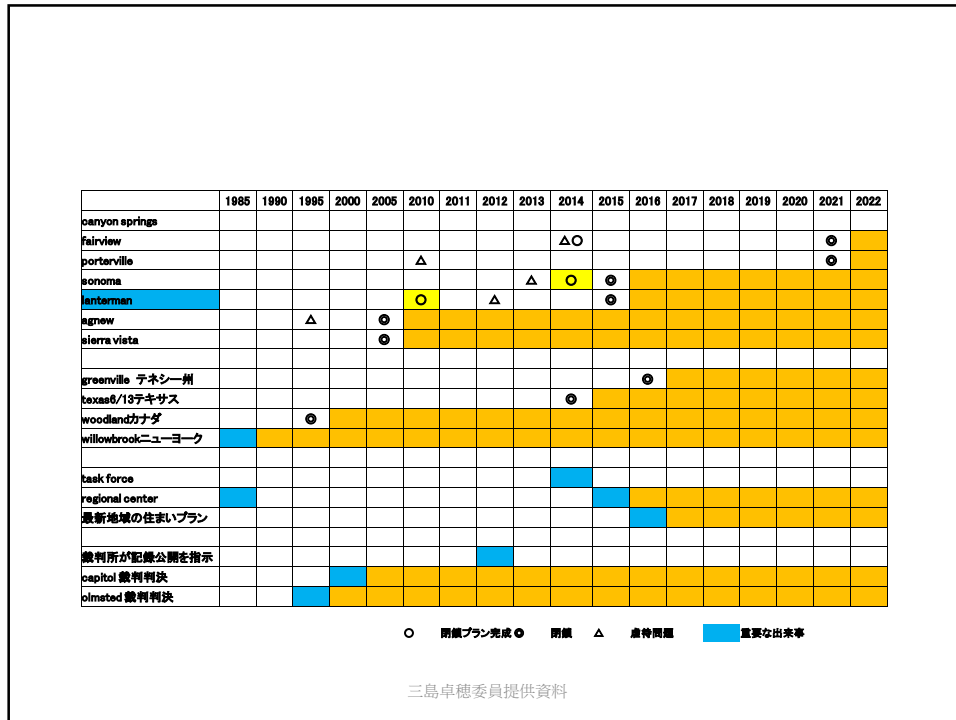 1985 1990 1995 2000 2005 2010 2011 2012 2013 2014 2015 2016 2017 2018 2019 2020 2021 2022
canyon springs
fairview △○ ◎
porterville △ ◎
sonoma △ ○ ◎
lanterman ○ △ ◎
agnew △ ◎
sierra vista ◎
greenville テネシー州 ◎
texas6/13テキサス ◎
woodlandカナダ ◎
willowbrookニューヨーク
task force
regional center
最新地域の住まいプラン
裁判所が記録公開を指示
capitol 裁判判決
olmsted 裁判判決
○ 閉鎖プラン完成 ◎ 閉鎖 △ 虐待問題 重要な出来事
三島卓穂委員提供資料